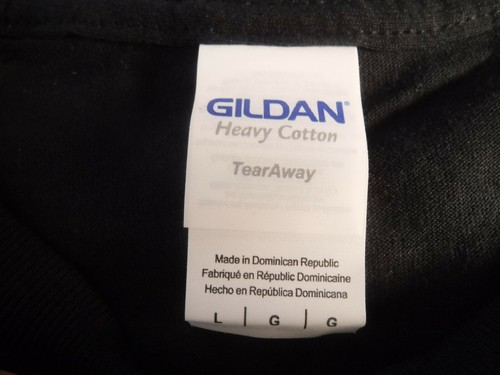 GILDAN®
Heavy Cotton
TearAway
Made in Dominican Republic
Fabriqué en République Dominicaine
Hecho en República Dominicana
L | G | G